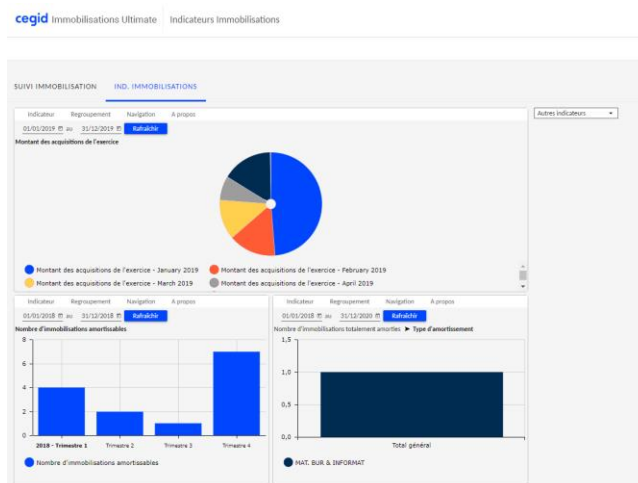 cegid Immobilisations Ultimate Indicateurs Immobilisations
SUIVI IMMOBILISATION IND. IMMOBILISATIONS
Indicateur Regroupement Navigation A propos
Autres indicateurs
01/01/2019 au 31/12/2019 Rafraîchir
Montant des acquisitions de l'exercice
Montant des acquisitions de l'exercice - January 2019 Montant des acquisitions de l'exercice - February 2019
Montant des acquisitions de l'exercice - March 2019 Montant des acquisitions de l'exercice - April 2019
Indicateur Regroupement Navigation A propos
01/01/2018 au 31/12/2018 Rafraîchir
Nombre d'immobilisations amortissables
8
6
4
2
0
2018 - Trimestre 1 Trimestre 2 Trimestre 3 Trimestre 4
Nombre d'immobilisations amortissables
Indicateur Regroupement Navigation A propos
01/01/2018 au 31/12/2020 Rafraîchir
Nombre d'immobilisations totalement amorties ➤ Type d'amortissement
1,5
1,0
0,5
0,0
Total général
MAT. BUR & INFORMAT